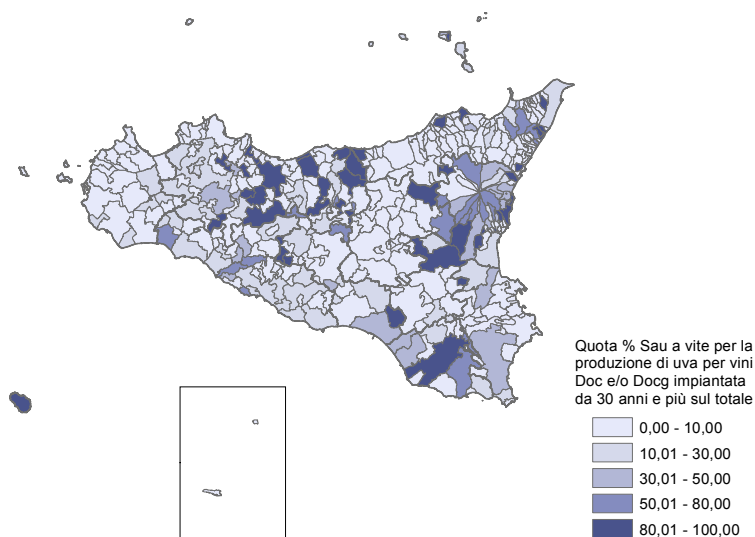 Quota % Sau a vite per la
produzione di uva per vini
Doc e/o Docg impiantata
da 30 anni e più sul totale
0,00 - 10,00
10,01 - 30,00
30,01 - 50,00
50,01 - 80,00
80,01 - 100,00